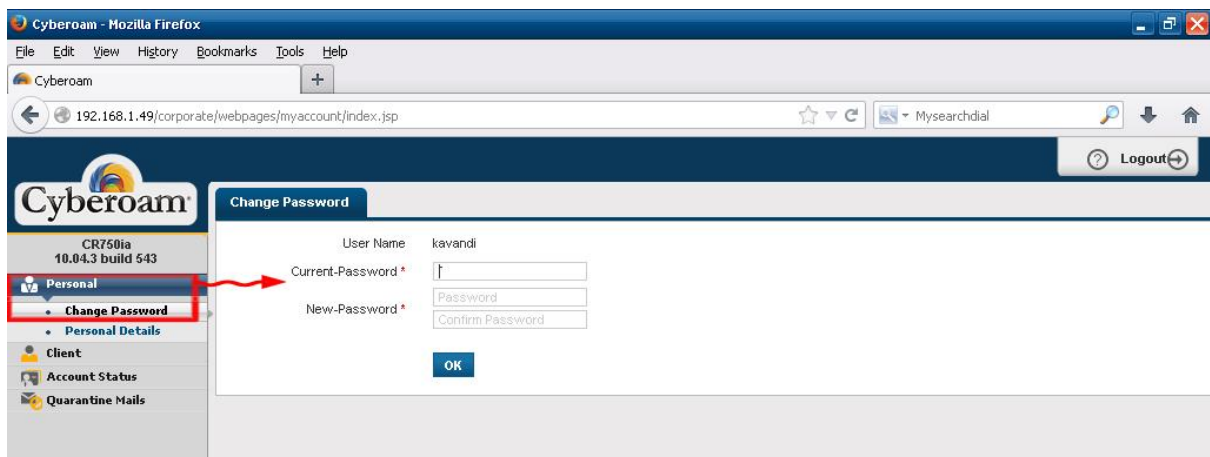 Cyberoam - Mozilla Firefox
File Edit View History Bookmarks Tools Help
Cyberoam +
192.168.1.49/corporate/webpages/myaccount/index.jsp Mysearchdial
? Logout
Cyberoam
Change Password
CR750ia
10.04.3 build 543
User Name kavandi
Personal
Current-Password *
Change Password
New-Password * Password
Confirm Password
Personal Details
Client
OK
Account Status
Quarantine Mails